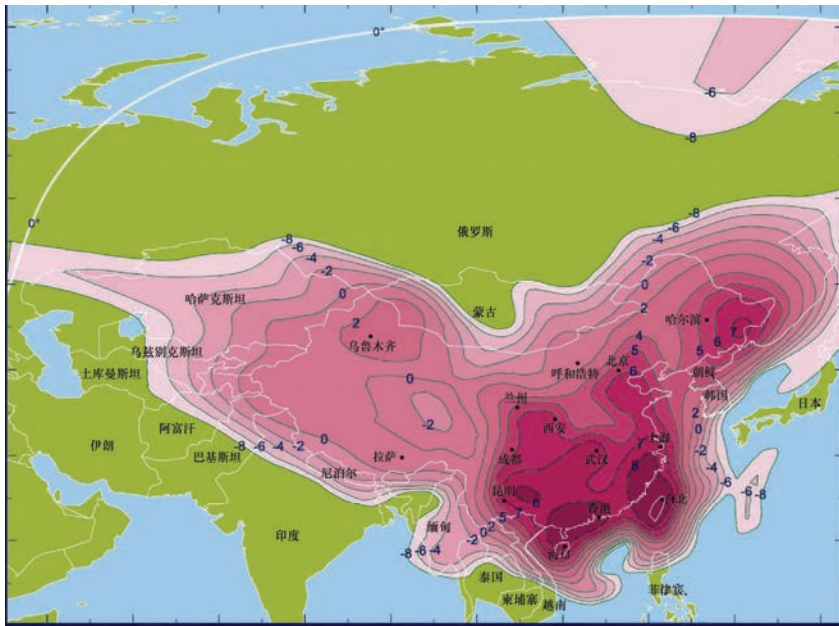 0°
-6
-8
0°
俄罗斯
-8
-6
-4
-2
0
2
-8
-6
-4
-2
0
2
哈萨克斯坦
蒙古
乌鲁木齐
哈尔滨
7
6
5
4
5
6
乌兹别克斯坦
土库曼斯坦
呼和浩特
北京
朝鲜
韩国
日本
伊朗
阿富汗
巴基斯坦
0
-2
兰州
西安
2
0
-2
-4
-6
-8
-6
-4
-2
0
尼泊尔
拉萨
成都
武汉
7
8
上海
-6
-8
印度
缅甸
昆明
8
7
5
2
0
-2
-8
-6
-4
香港
台北
海口
泰国
柬埔寨
越南
菲律宾